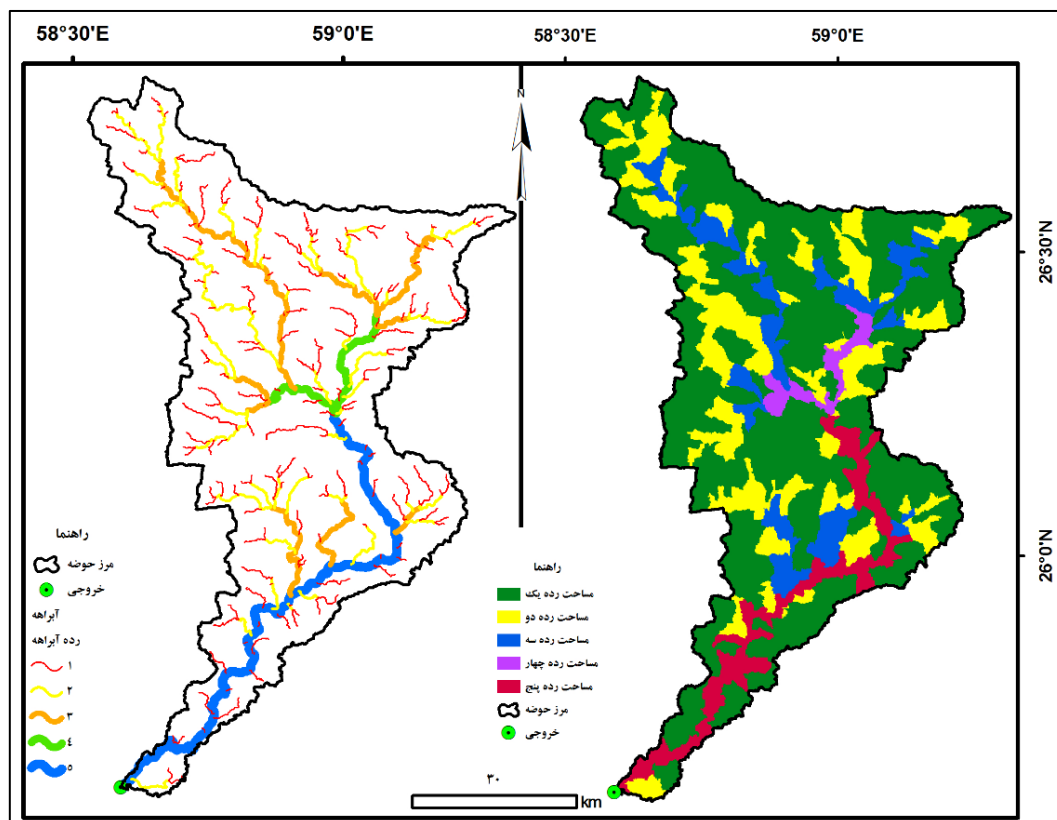 58°30'E
59°0'E
58°30'E
59°0'E
N
26°30'N
26°0'N
راهنما
مرز حوضه
خروجی
آبراهه
رده آبراهه
۱
۲
۳
٤
٥
راهنما
مساحت رده یک
مساحت رده دو
مساحت رده سه
مساحت رده چهار
مساحت رده پنج
مرز حوضه
خروجی
۳۰
km